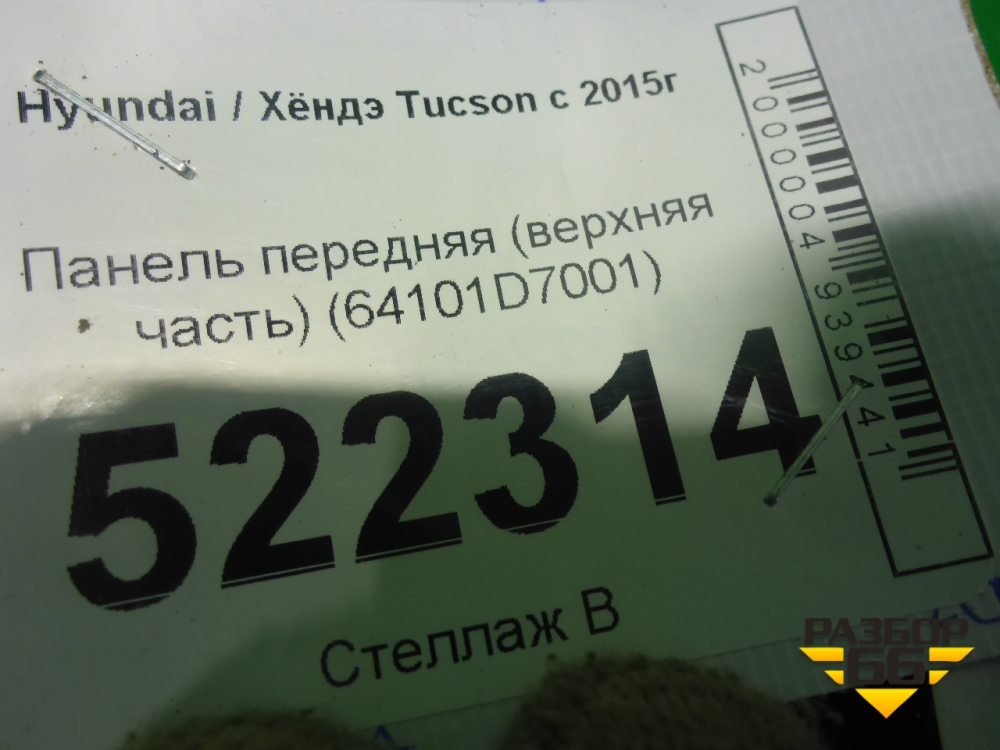 Hyundai / Хёндэ Tucson с 2015г
Панель передняя (верхняя
часть) (64101D7001)
522314
Стеллаж В
2000004939441
РАЗБОР
66